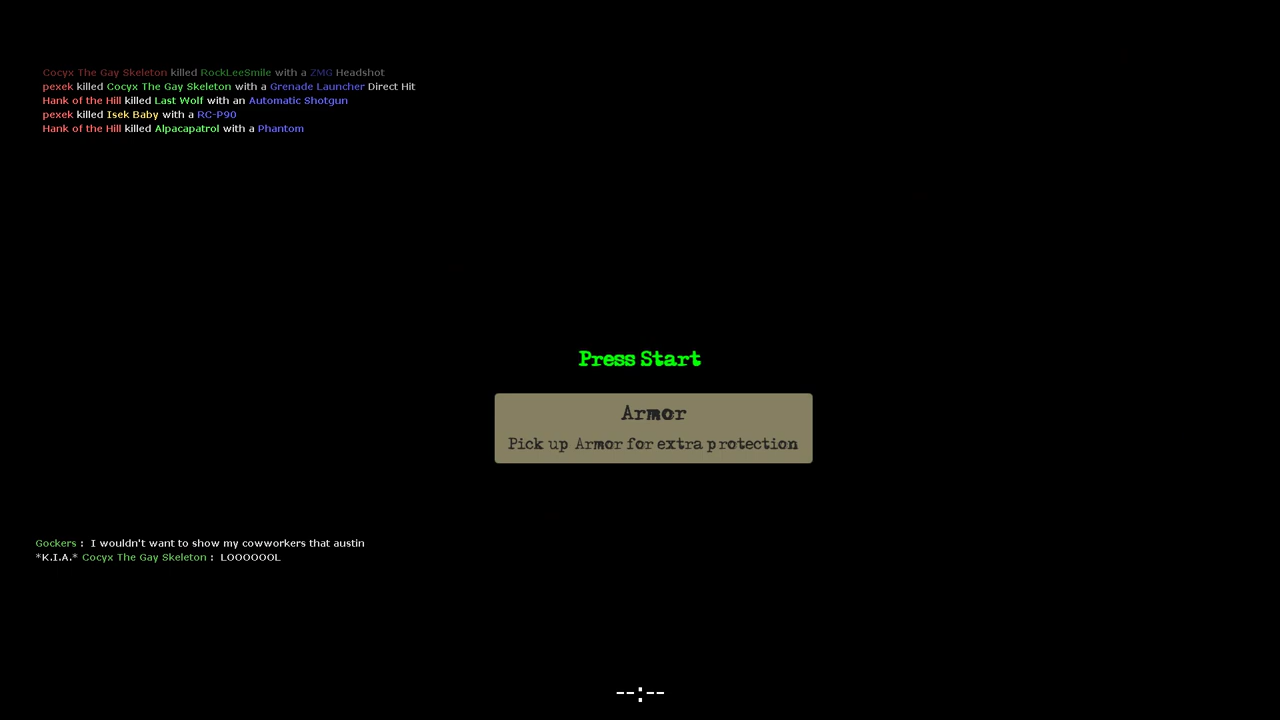 Cocyx The Gay Skeleton killed RockLeeSmile with a ZMG Headshot
pexek killed Cocyx The Gay Skeleton with a Grenade Launcher Direct Hit
Hank of the Hill killed Last Wolf with an Automatic Shotgun
pexek killed Isek Baby with a RC-P90
Hank of the Hill killed Alpacapatrol with a Phantom
Press Start
Armor
Pick up Armor for extra protection
Gockers : I wouldn't want to show my cowworkers that austin
*K.I.A.* Cocyx The Gay Skeleton : LOOOOOOL
--:--